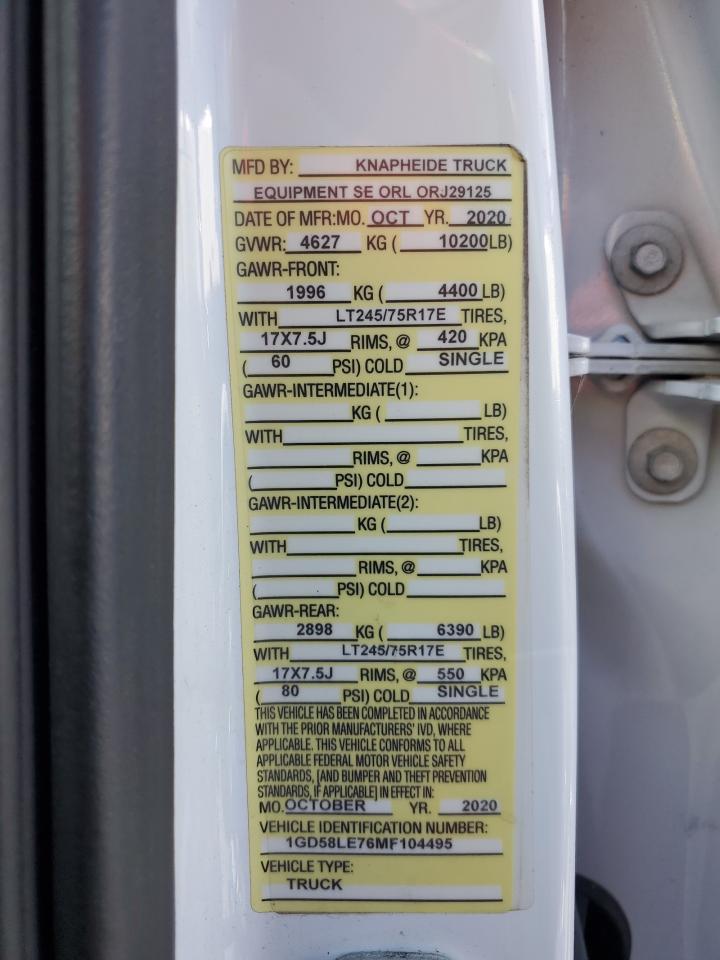 MFD BY: KNAPHEIDE TRUCK
EQUIPMENT SE ORL ORJ29125
DATE OF MFR:MO. OCT YR. 2020
GVWR: 4627 KG ( 10200 LB)
GAWR-FRONT:
1996 KG ( 4400 LB)
WITH LT245/75R17E TIRES,
17X7.5J RIMS, @ 420 KPA
( 60 PSI) COLD SINGLE
GAWR-INTERMEDIATE(1):
KG ( LB)
WITH TIRES,
RIMS, @ KPA
( PSI) COLD
GAWR-INTERMEDIATE(2):
KG ( LB)
WITH TIRES,
RIMS, @ KPA
( PSI) COLD
GAWR-REAR:
2898 KG ( 6390 LB)
WITH LT245/75R17E TIRES,
17X7.5J RIMS, @ 550 KPA
( 80 PSI) COLD SINGLE
THIS VEHICLE HAS BEEN COMPLETED IN ACCORDANCE
WITH THE PRIOR MANUFACTURERS' IVD, WHERE
APPLICABLE. THIS VEHICLE CONFORMS TO ALL
APPLICABLE FEDERAL MOTOR VEHICLE SAFETY
STANDARDS, [AND BUMPER AND THEFT PREVENTION
STANDARDS, IF APPLICABLE] IN EFFECT IN:
MO. OCTOBER YR. 2020
VEHICLE IDENTIFICATION NUMBER:
1GD58LE76MF104495
VEHICLE TYPE:
TRUCK